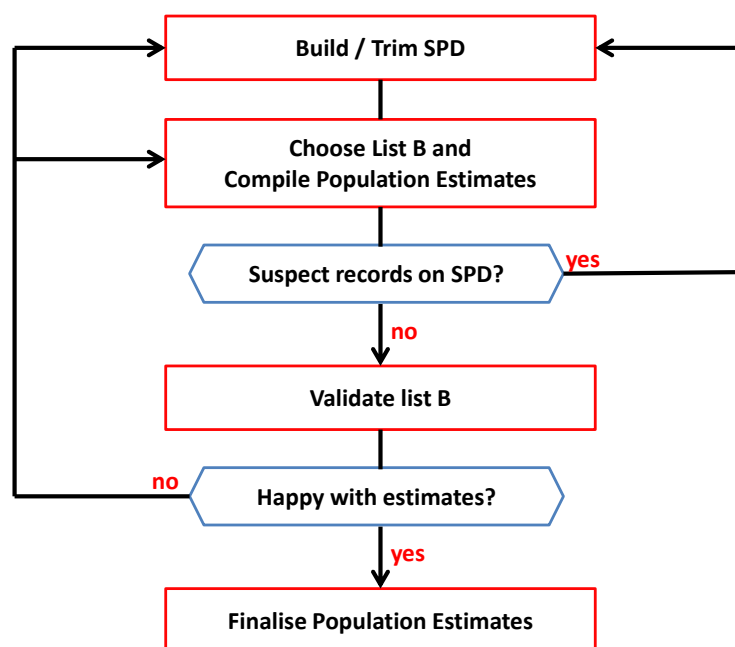 Build / Trim SPD
Choose List B and
Compile Population Estimates
Suspect records on SPD?
yes
no
Validate list B
no
Happy with estimates?
yes
Finalise Population Estimates